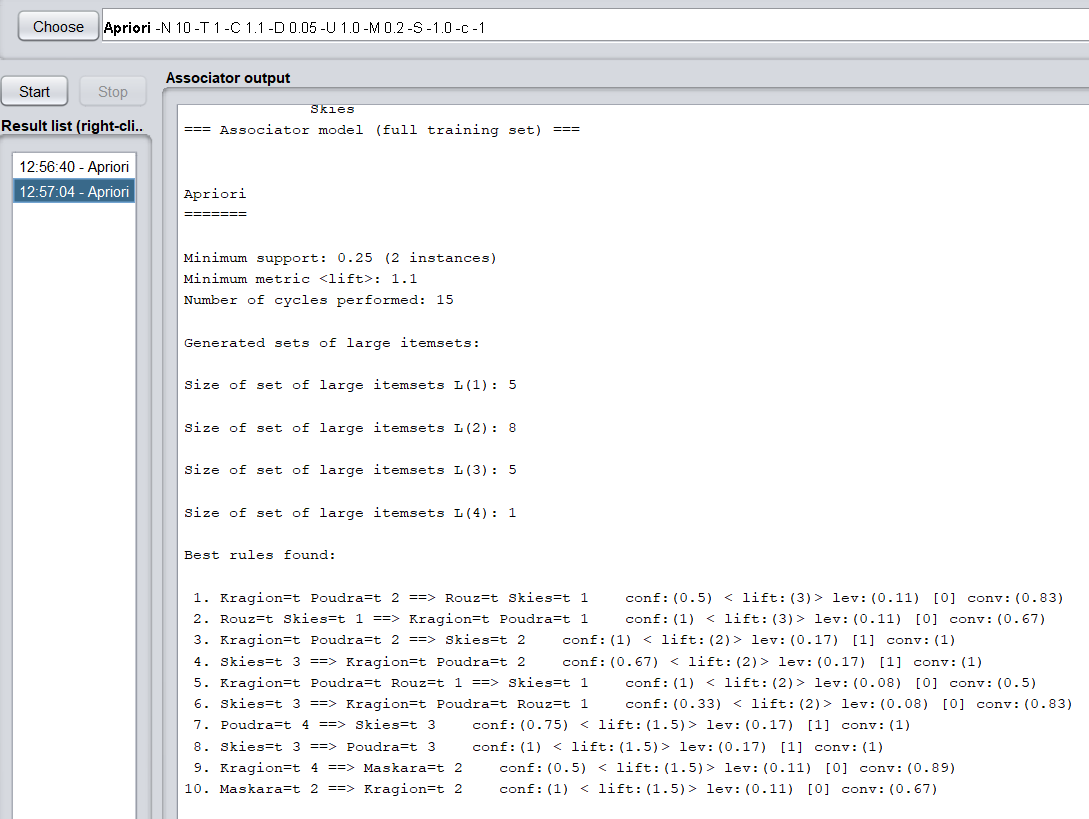 Choose
Apriori -N 10 -T 1 -C 1.1 -D 0.05 -U 1.0 -M 0.2 -S -1.0 -c -1
Start
Stop
Associator output
Result list (right-cli..
12:56:40 - Apriori
12:57:04 - Apriori
Skies
=== Associator model (full training set) ===
Apriori
=======
Minimum support: 0.25 (2 instances)
Minimum metric <lift>: 1.1
Number of cycles performed: 15
Generated sets of large itemsets:
Size of set of large itemsets L(1): 5
Size of set of large itemsets L(2): 8
Size of set of large itemsets L(3): 5
Size of set of large itemsets L(4): 1
Best rules found:
1. Kragion=t Poudra=t 2 ==> Rouz=t Skies=t 1 conf:(0.5) < lift:(3)> lev:(0.11) [0] conv:(0.83)
2. Rouz=t Skies=t 1 ==> Kragion=t Poudra=t 1 conf:(1) < lift:(3)> lev:(0.11) [0] conv:(0.67)
3. Kragion=t Poudra=t 2 ==> Skies=t 2 conf:(1) < lift:(2)> lev:(0.17) [1] conv:(1)
4. Skies=t 3 ==> Kragion=t Poudra=t 2 conf:(0.67) < lift:(2)> lev:(0.17) [1] conv:(1)
5. Kragion=t Poudra=t Rouz=t 1 ==> Skies=t 1 conf:(1) < lift:(2)> lev:(0.08) [0] conv:(0.5)
6. Skies=t 3 ==> Kragion=t Poudra=t Rouz=t 1 conf:(0.33) < lift:(2)> lev:(0.08) [0] conv:(0.83)
7. Poudra=t 4 ==> Skies=t 3 conf:(0.75) < lift:(1.5)> lev:(0.17) [1] conv:(1)
8. Skies=t 3 ==> Poudra=t 3 conf:(1) < lift:(1.5)> lev:(0.17) [1] conv:(1)
9. Kragion=t 4 ==> Maskara=t 2 conf:(0.5) < lift:(1.5)> lev:(0.11) [0] conv:(0.89)
10. Maskara=t 2 ==> Kragion=t 2 conf:(1) < lift:(1.5)> lev:(0.11) [0] conv:(0.67)